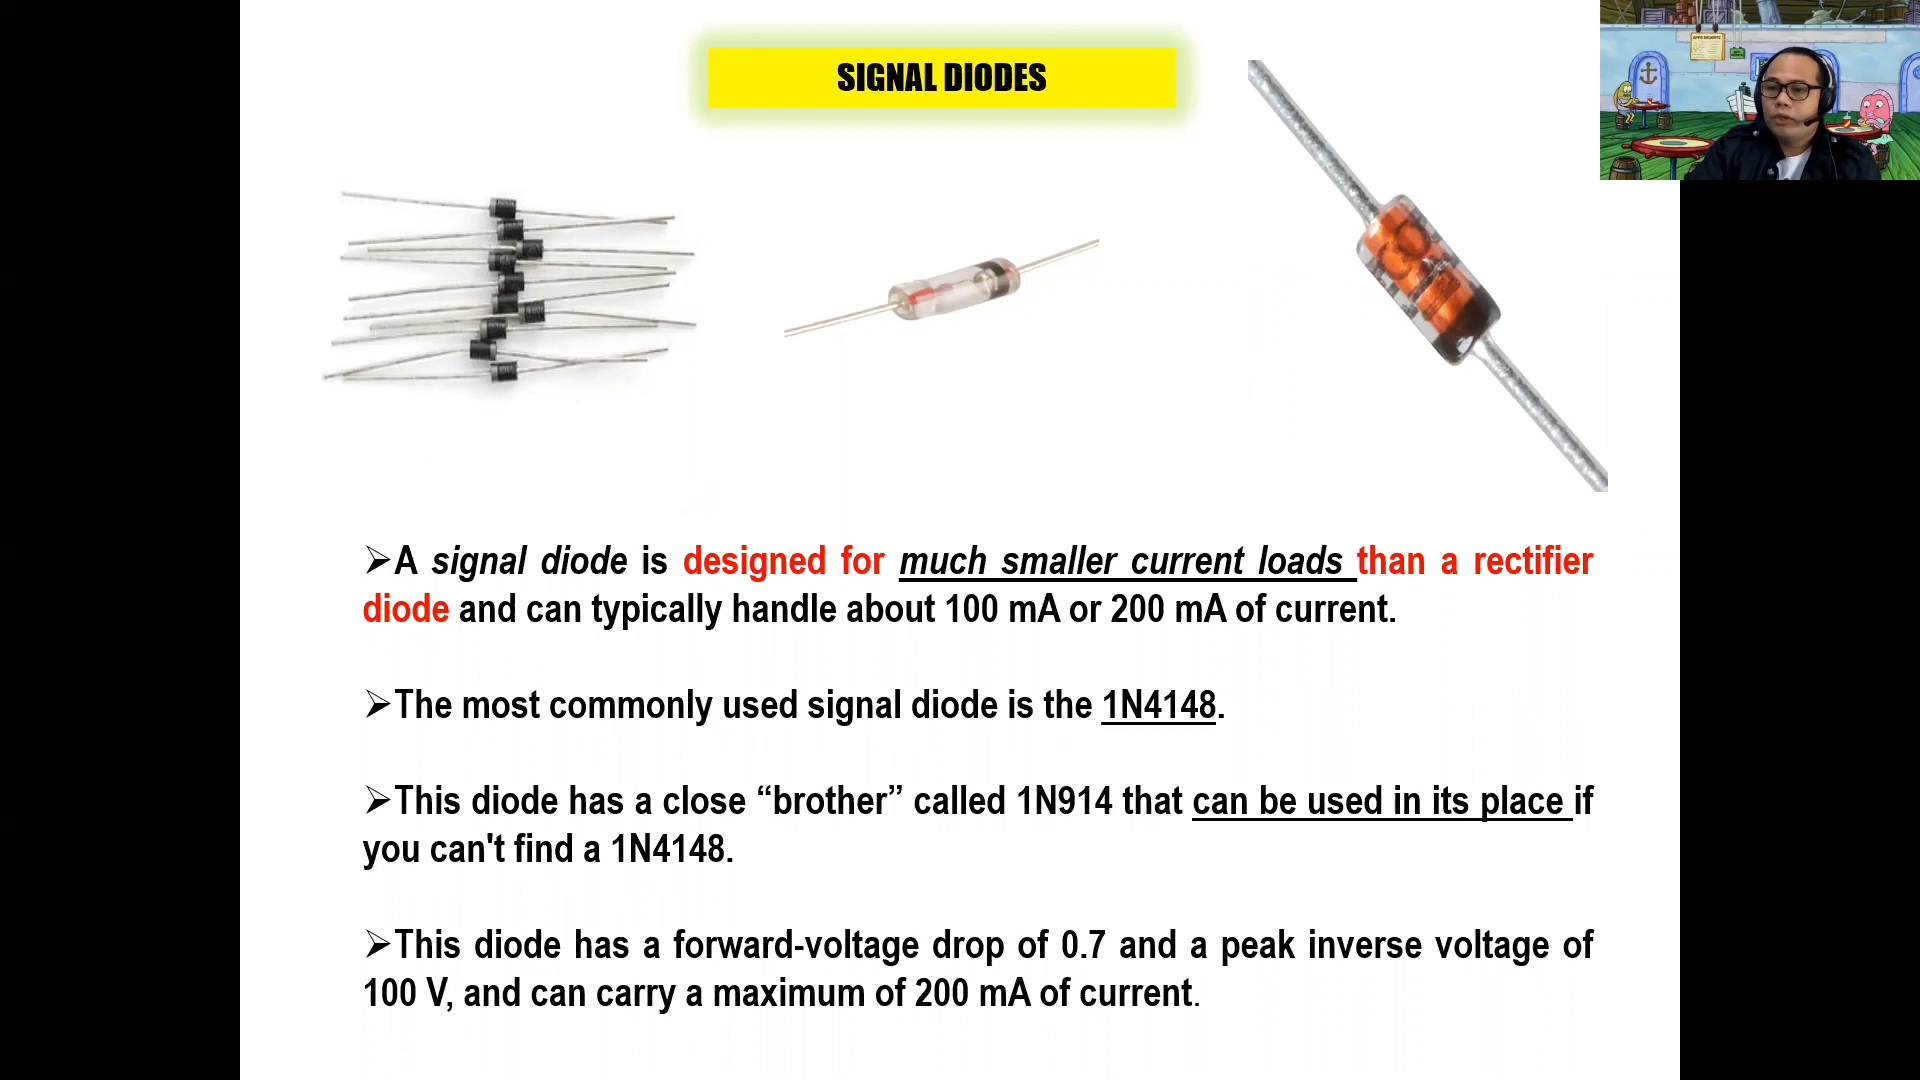 SIGNAL DIODES
➢A signal diode is designed for much smaller current loads than a rectifier
diode and can typically handle about 100 mA or 200 mA of current.
➢The most commonly used signal diode is the 1N4148.
➢This diode has a close “brother” called 1N914 that can be used in its place if
you can't find a 1N4148.
➢This diode has a forward-voltage drop of 0.7 and a peak inverse voltage of
100 V, and can carry a maximum of 200 mA of current.